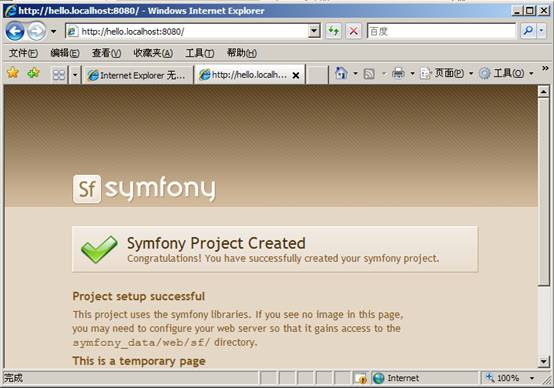 http://hello.localhost:8080/ - Windows Internet Explorer
http://hello.localhost:8080/
百度
文件(F) 编辑(E) 查看(V) 收藏夹(A) 工具(T) 帮助(H)
Internet Explorer 无... http://hello.localh... 页面(P) 工具(O)
Sf symfony
Symfony Project Created
Congratulations! You have successfully created your symfony project.
Project setup successful
This project uses the symfony libraries. If you see no image in this page,
you may need to configure your web server so that it gains access to the
symfony_data/web/sf/ directory.
This is a temporary page
完成 Internet 100%